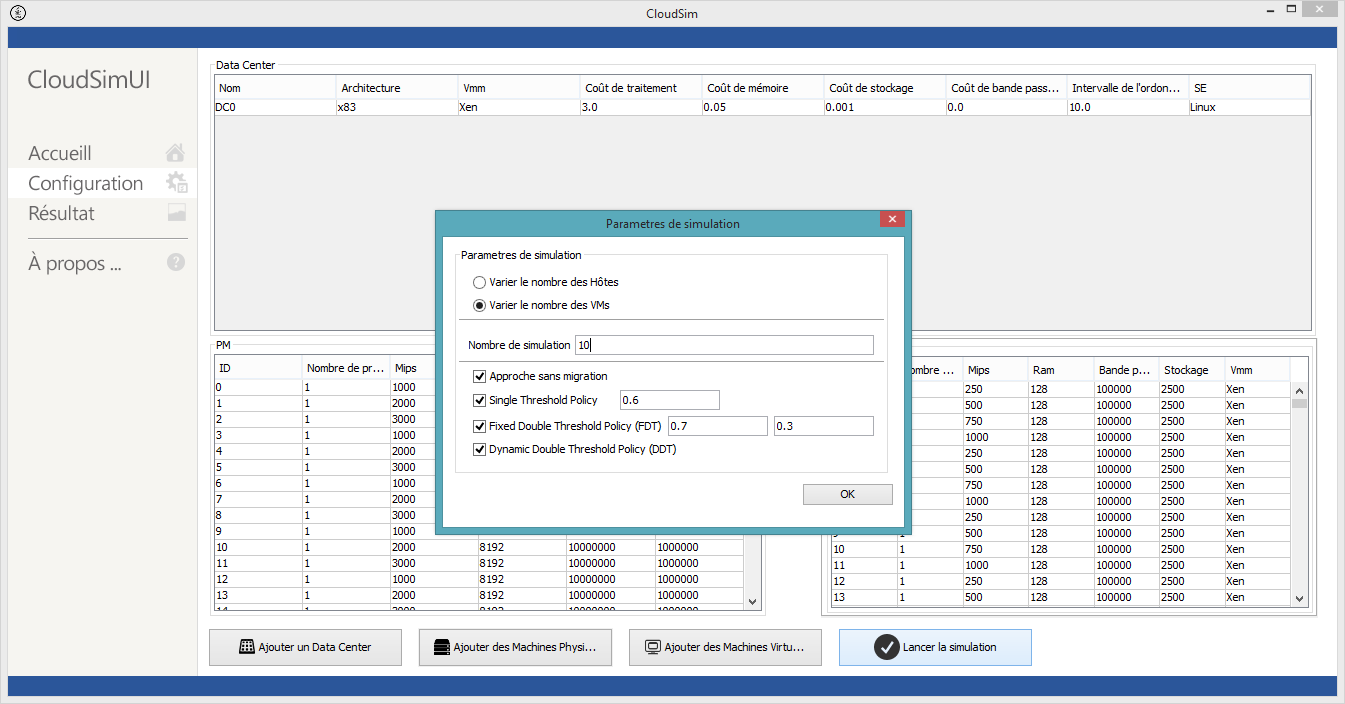 CloudSim
CloudSimUI
Accueill
Configuration
Résultat
À propos ...
Data Center
Nom Architecture Vmm Coût de traitement Coût de mémoire Coût de stockage Coût de bande pass... Intervalle de l'ordon... SE
DC0 x83 Xen 3.0 0.05 0.001 0.0 10.0 Linux
Parametres de simulation
Parametres de simulation
Varier le nombre des Hôtes
Varier le nombre des VMs
Nombre de simulation 10
Approche sans migration
Single Threshold Policy 0.6
Fixed Double Threshold Policy (FDT) 0.7 0.3
Dynamic Double Threshold Policy (DDT)
OK
PM
ID Nombre de pr... Mips
0 1 1000
1 1 2000
2 1 3000
3 1 1000
4 1 2000
5 1 3000
6 1 1000
7 1 2000
8 1 3000
9 1 1000
10 1 2000 8192 10000000 1000000
11 1 3000 8192 10000000 1000000
12 1 1000 8192 10000000 1000000
13 1 2000 8192 10000000 1000000
ombre ... Mips Ram Bande p... Stockage Vmm
250 128 100000 2500 Xen
500 128 100000 2500 Xen
750 128 100000 2500 Xen
1000 128 100000 2500 Xen
250 128 100000 2500 Xen
500 128 100000 2500 Xen
750 128 100000 2500 Xen
1000 128 100000 2500 Xen
250 128 100000 2500 Xen
500 128 100000 2500 Xen
10 1 750 128 100000 2500 Xen
11 1 1000 128 100000 2500 Xen
12 1 250 128 100000 2500 Xen
13 1 500 128 100000 2500 Xen
Ajouter un Data Center
Ajouter des Machines Physi...
Ajouter des Machines Virtu...
Lancer la simulation